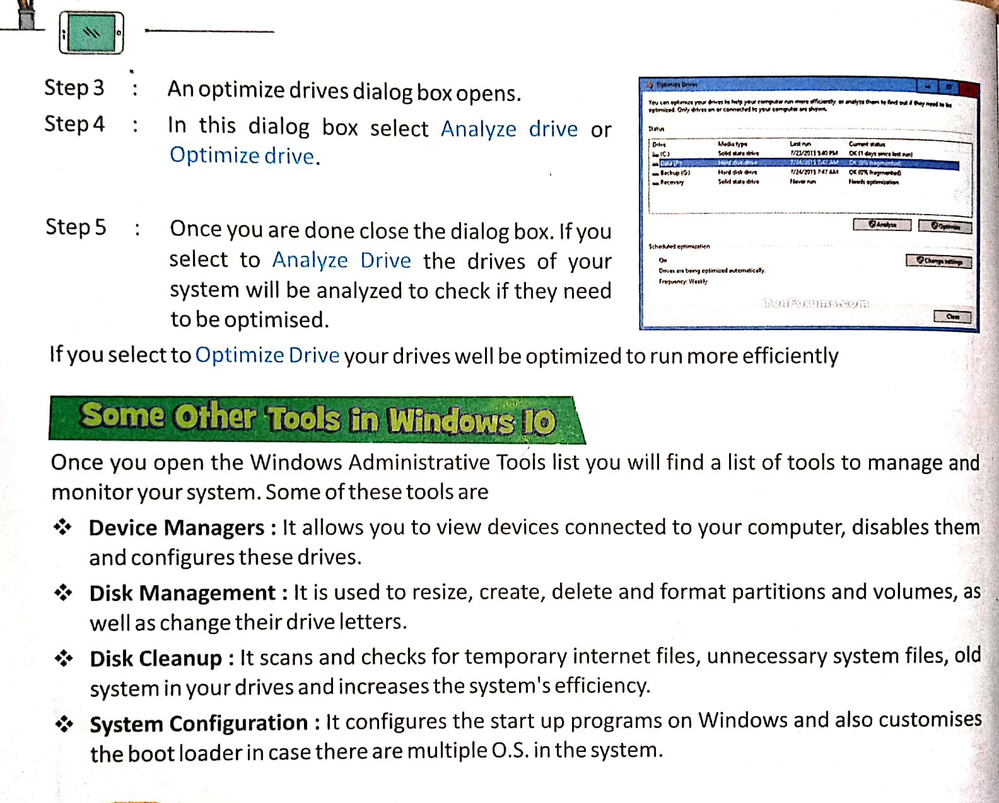 Step 3 : An optimize drives dialog box opens.
Step 4 : In this dialog box select Analyze drive or
Optimize drive.
Step 5 : Once you are done close the dialog box. If you
select to Analyze Drive the drives of your
system will be analyzed to check if they need
to be optimised.
Optimize Drives
You can optimize your drives to help your computer run more efficiently, or analyze them to find out if they need to be
optimized. Only drives on or connected to your computer are shown.
Status
Drive Media type Last run Current status
(C:) Solid state drive 7/23/2013 5:40 PM OK (1 days since last run)
Hard disk drive 7/24/2013 7:47 AM OK (0% fragmented)
Backup (G:) Hard disk drive 7/24/2013 7:47 AM OK (0% fragmented)
Recovery Solid state drive Never run Needs optimization
Analyze Optimize
Scheduled optimization
On Change settings
Drives are being optimized automatically.
Frequency: Weekly
TenForums.com
Close
If you select to Optimize Drive your drives well be optimized to run more efficiently
Some Other Tools in Windows 10
Once you open the Windows Administrative Tools list you will find a list of tools to manage and
monitor your system. Some of these tools are
❖ Device Managers : It allows you to view devices connected to your computer, disables them
and configures these drives.
❖ Disk Management : It is used to resize, create, delete and format partitions and volumes, as
well as change their drive letters.
❖ Disk Cleanup : It scans and checks for temporary internet files, unnecessary system files, old
system in your drives and increases the system's efficiency.
❖ System Configuration : It configures the start up programs on Windows and also customises
the boot loader in case there are multiple O.S. in the system.